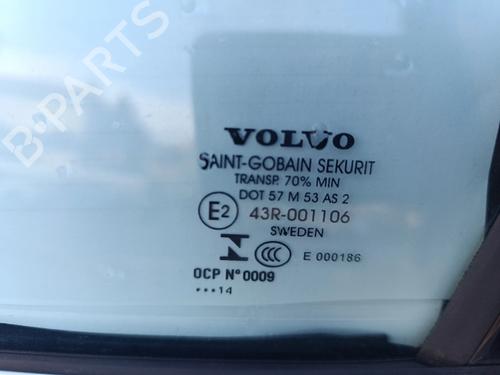 VOLVO
SAINT-GOBAIN SEKURIT
TRANSP. 70% MIN
DOT 57 M 53 AS 2
E2 43R-001106
SWEDEN
N CCC E 000186
OCP N° 0009
•••14
B-PARTS